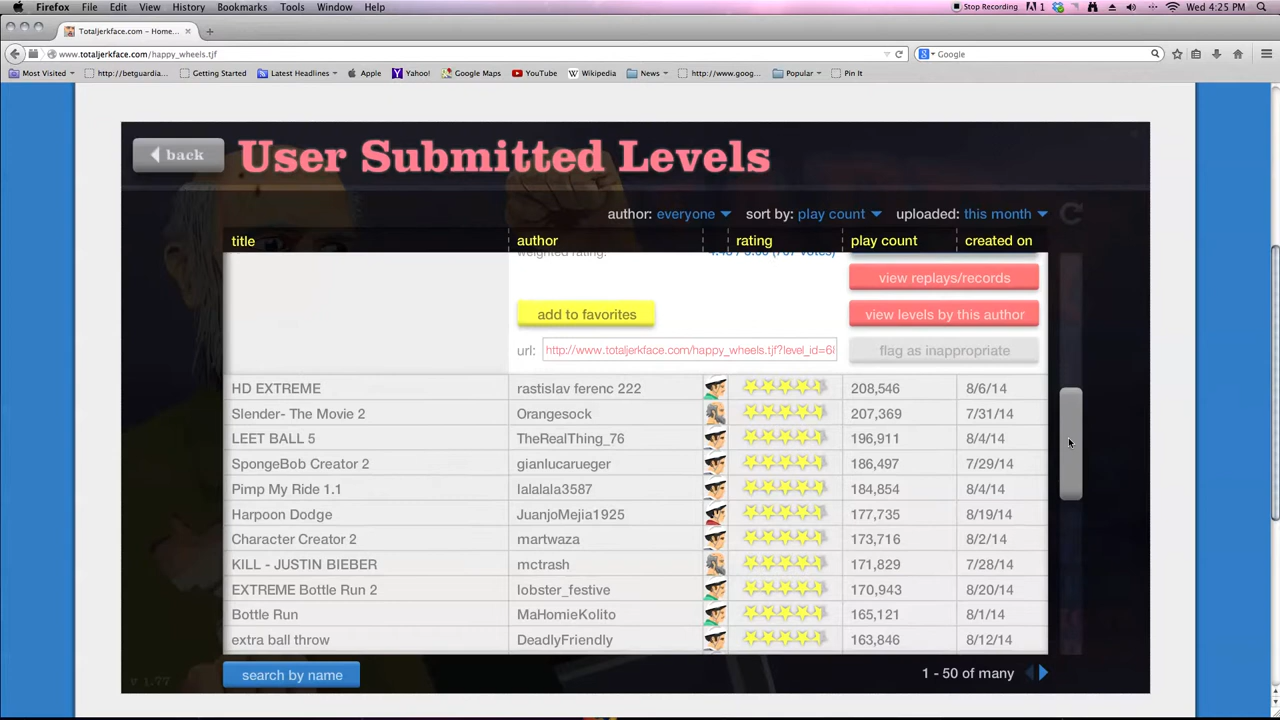 Firefox File Edit View History Bookmarks Tools Window Help Stop Recording 1 Wed 4:25 PM
Totaljerkface.com - Home...
www.totaljerkface.com/happy_wheels.tjf Google
Most Visited http://betguardia... Getting Started Latest Headlines Apple Yahoo! Google Maps YouTube Wikipedia News http://www.goog... Popular Pin It
back User Submitted Levels
author: everyone sort by: play count uploaded: this month
title author rating play count created on
weighted rating:
view replays/records
add to favorites view levels by this author
url: http://www.totaljerkface.com/happy_wheels.tjf?level_id=6 flag as inappropriate
HD EXTREME rastislav ferenc 222 208,546 8/6/14
Slender- The Movie 2 Orangesock 207,369 7/31/14
LEET BALL 5 TheRealThing_76 196,911 8/4/14
SpongeBob Creator 2 gianlucarueger 186,497 7/29/14
Pimp My Ride 1.1 lalalala3587 184,854 8/4/14
Harpoon Dodge JuanjoMejia1925 177,735 8/19/14
Character Creator 2 martwaza 173,716 8/2/14
KILL - JUSTIN BIEBER mctrash 171,829 7/28/14
EXTREME Bottle Run 2 lobster_festive 170,943 8/20/14
Bottle Run MaHomieKolito 165,121 8/1/14
extra ball throw DeadlyFriendly 163,846 8/12/14
search by name 1 - 50 of many
v 1.77